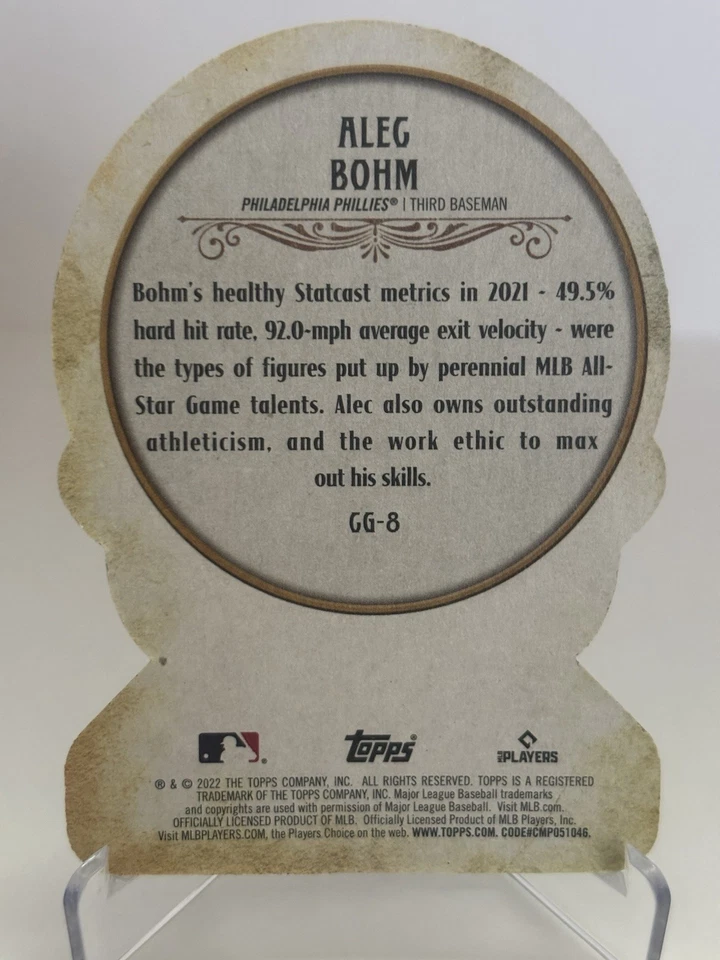 ALEC
BOHM
PHILADELPHIA PHILLIES® | THIRD BASEMAN
Bohm's healthy Statcast metrics in 2021 - 49.5%
hard hit rate, 92.0-mph average exit velocity - were
the types of figures put up by perennial MLB All-
Star Game talents. Alec also owns outstanding
athleticism, and the work ethic to max
out his skills.
GG-8
Topps®
MLB PLAYERS
® & © 2022 THE TOPPS COMPANY, INC. ALL RIGHTS RESERVED. TOPPS IS A REGISTERED
TRADEMARK OF THE TOPPS COMPANY, INC. Major League Baseball trademarks
and copyrights are used with permission of Major League Baseball. Visit MLB.com.
OFFICIALLY LICENSED PRODUCT OF MLB. Officially Licensed Product of MLB Players, Inc.
Visit MLBPLAYERS.COM, the Players Choice on the web. WWW.TOPPS.COM. CODE#CMP051046.